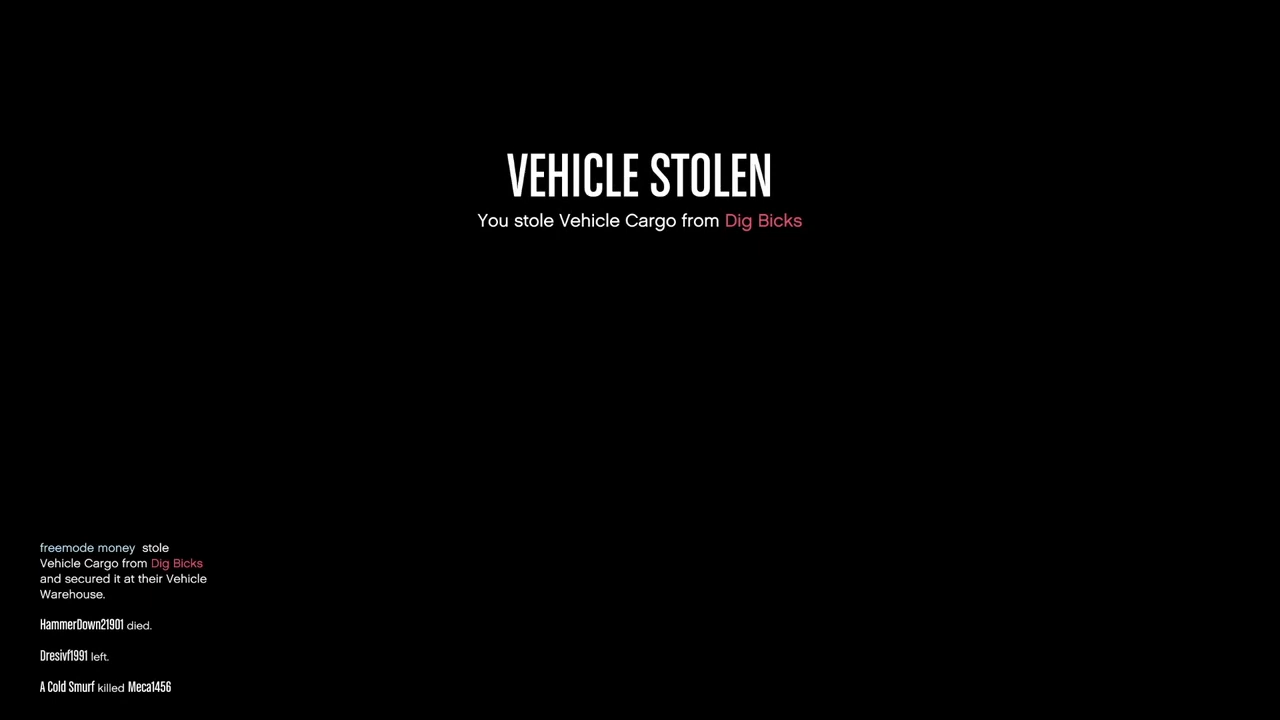 VEHICLE STOLEN
You stole Vehicle Cargo from Dig Bicks
freemode money stole
Vehicle Cargo from Dig Bicks
and secured it at their Vehicle
Warehouse.
HammerDown21901 died.
Dresivf1991 left.
A Cold Smurf killed Meca1456